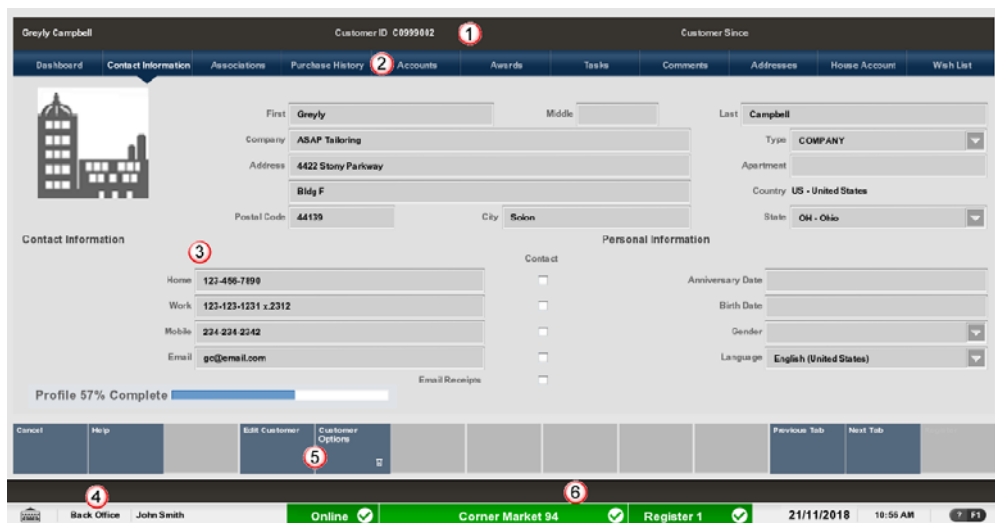 Greyly Campbell Customer ID C0999002 1 Customer Since
Dashboard Contact Information Associations Purchase History 2 Accounts Awards Tasks Comments Addresses House Account Wish List
First Greyly Middle Last Campbell
Company ASAP Tailoring Type COMPANY
Address 4422 Stony Parkway Apartment
Bldg F Country US - United States
Postal Code 44139 City Solon State OH - Ohio
Contact Information Personal Information
3 Contact
Home 123-456-7890 Anniversary Date
Work 123-123-1231 x.2312 Birth Date
Mobile 234-234-2342 Gender
Email gc@email.com Language English (United States)
Email Receipts
Profile 57% Complete
Cancel Help Edit Customer Customer Previous Tab Next Tab
Options
5
4 6
Back Office John Smith Online Corner Market 94 Register 1 21/11/2018 10:56 AM ? F1